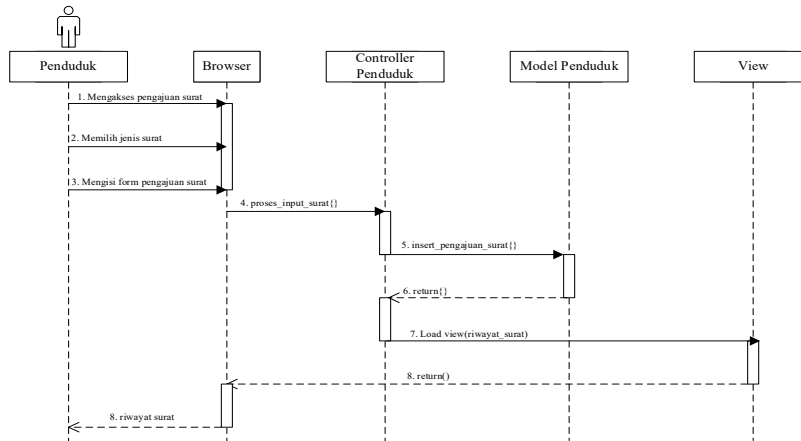 Penduduk
Browser
Controller
Penduduk
Model Penduduk
View
1. Mengakses pengajuan surat
2. Memilih jenis surat
3. Mengisi form pengajuan surat
4. proses_input_surat{}
5. insert_pengajuan_surat{}
6. return{}
7. Load view(riwayat_surat)
8. return()
8. riwayat surat